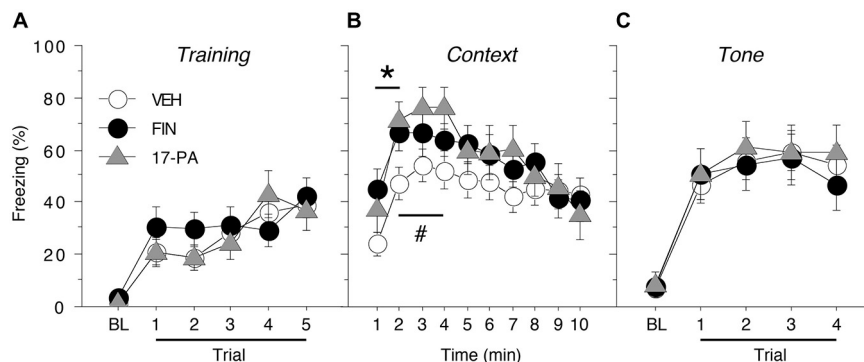 A
B
C
Training
Context
Tone
Freezing (%)
100
80
60
40
20
0
VEH
FIN
17-PA
*
#
BL 1 2 3 4 5
Trial
1 2 3 4 5 6 7 8 9 10
Time (min)
BL 1 2 3 4
Trial